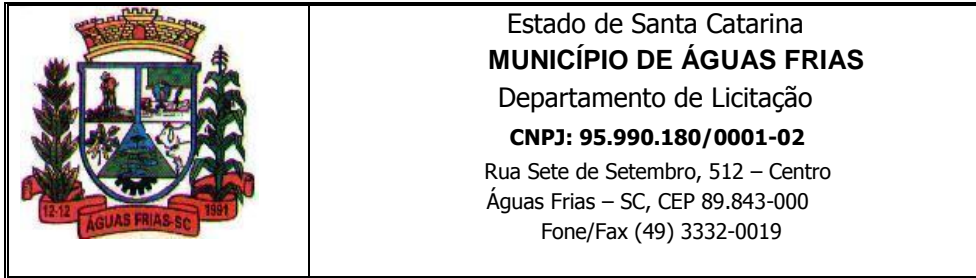 12-12
ÁGUAS FRIAS-SC
1991
Estado de Santa Catarina
MUNICÍPIO DE ÁGUAS FRIAS
Departamento de Licitação
CNPJ: 95.990.180/0001-02
Rua Sete de Setembro, 512 – Centro
Águas Frias – SC, CEP 89.843-000
Fone/Fax (49) 3332-0019